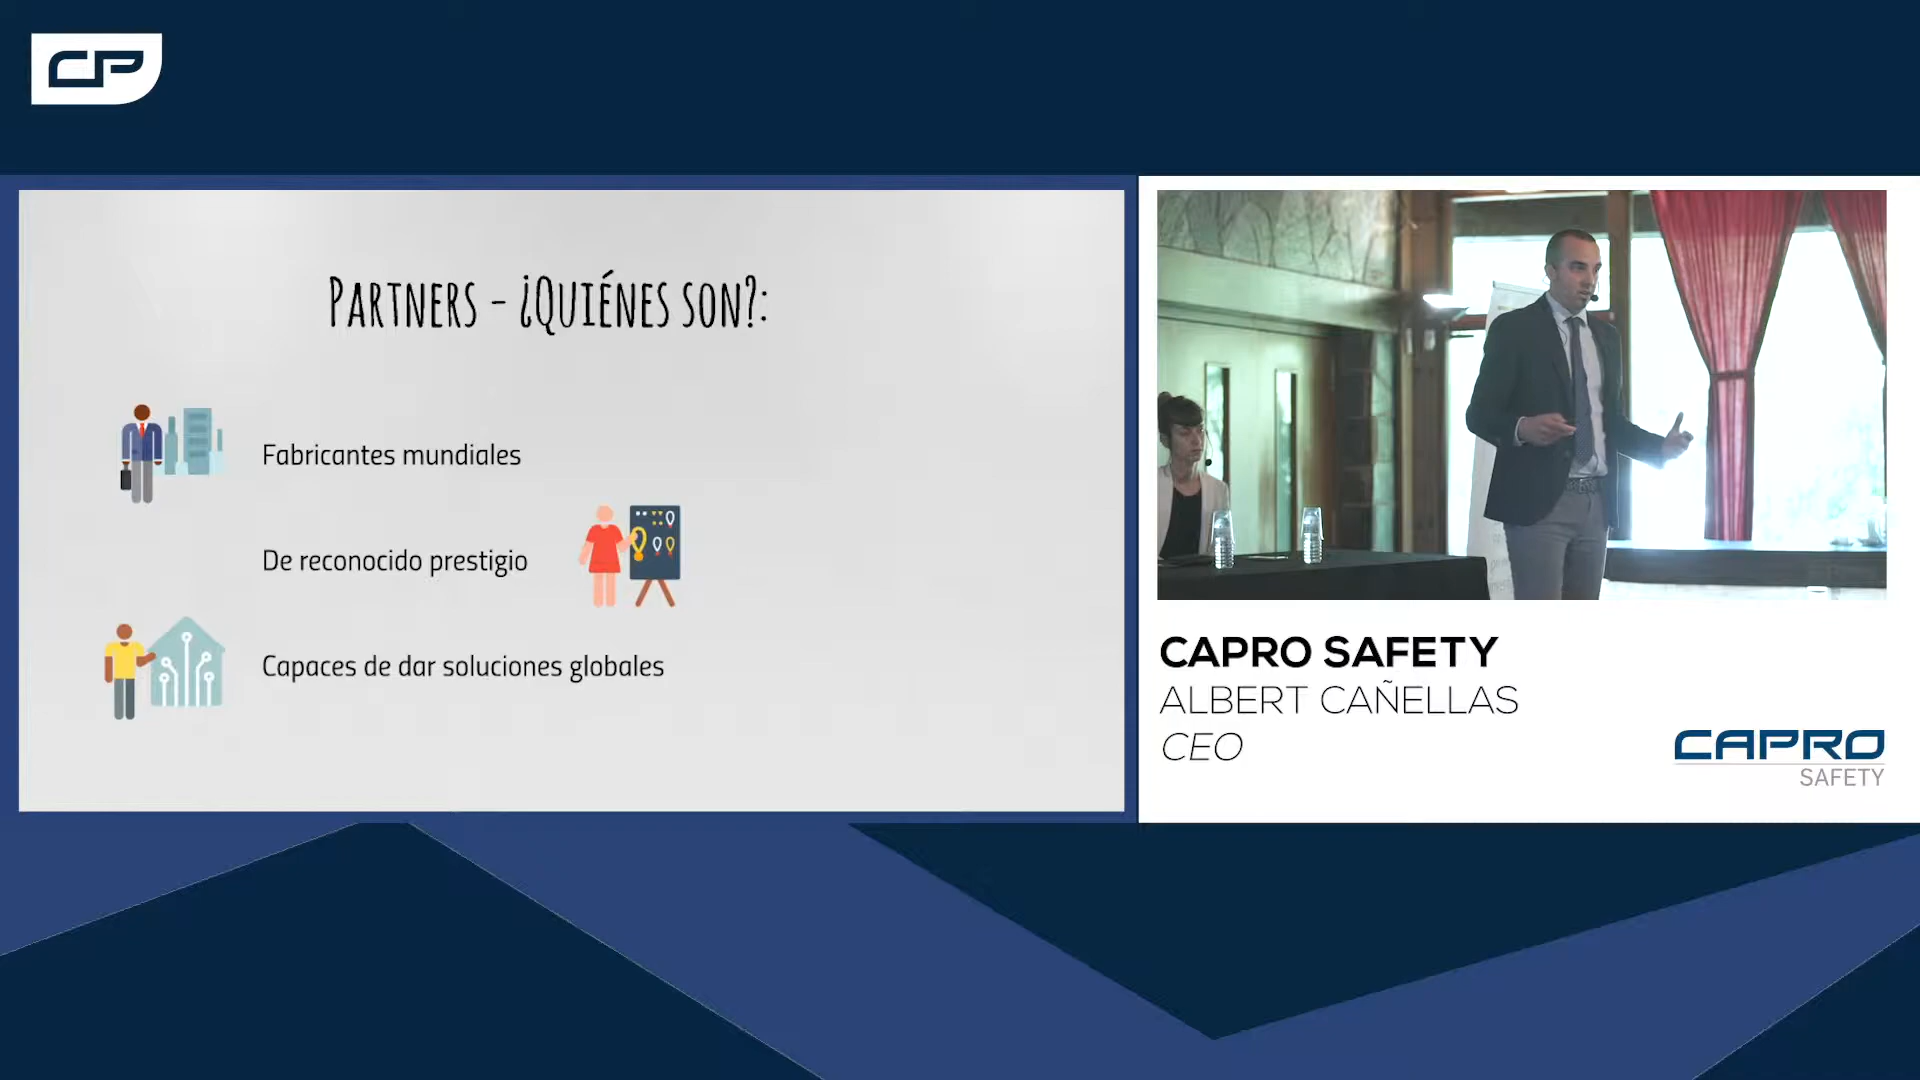 CP
Partners - ¿Quiénes son?:
Fabricantes mundiales
De reconocido prestigio
Capaces de dar soluciones globales
CAPRO SAFETY
ALBERT CAÑELLAS
CEO
CAPRO
SAFETY